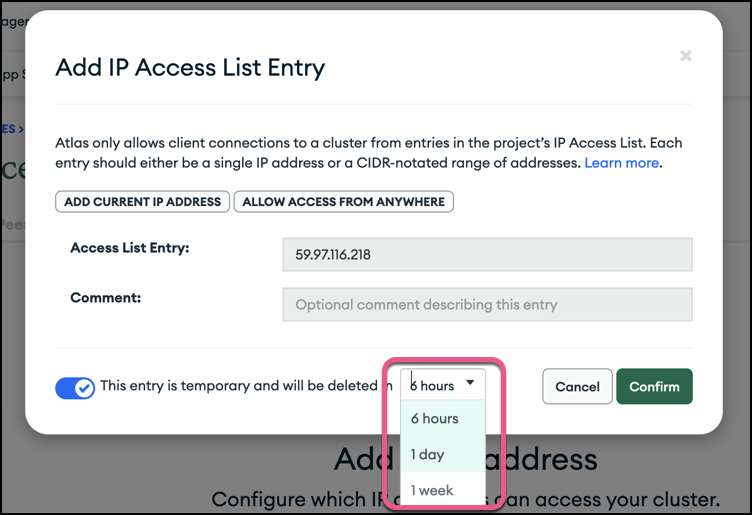 ager
Add IP Access List Entry
pp S
ES >
Atlas only allows client connections to a cluster from entries in the project's IP Access List. Each
entry should either be a single IP address or a CIDR-notated range of addresses. Learn more.
ce
ADD CURRENT IP ADDRESS ALLOW ACCESS FROM ANYWHERE
Peer
Access List Entry: 59.97.116.218
Comment: Optional comment describing this entry
This entry is temporary and will be deleted in 6 hours Cancel Confirm
6 hours
1 day
1 week
Add address
Configure which IP can access your cluster.